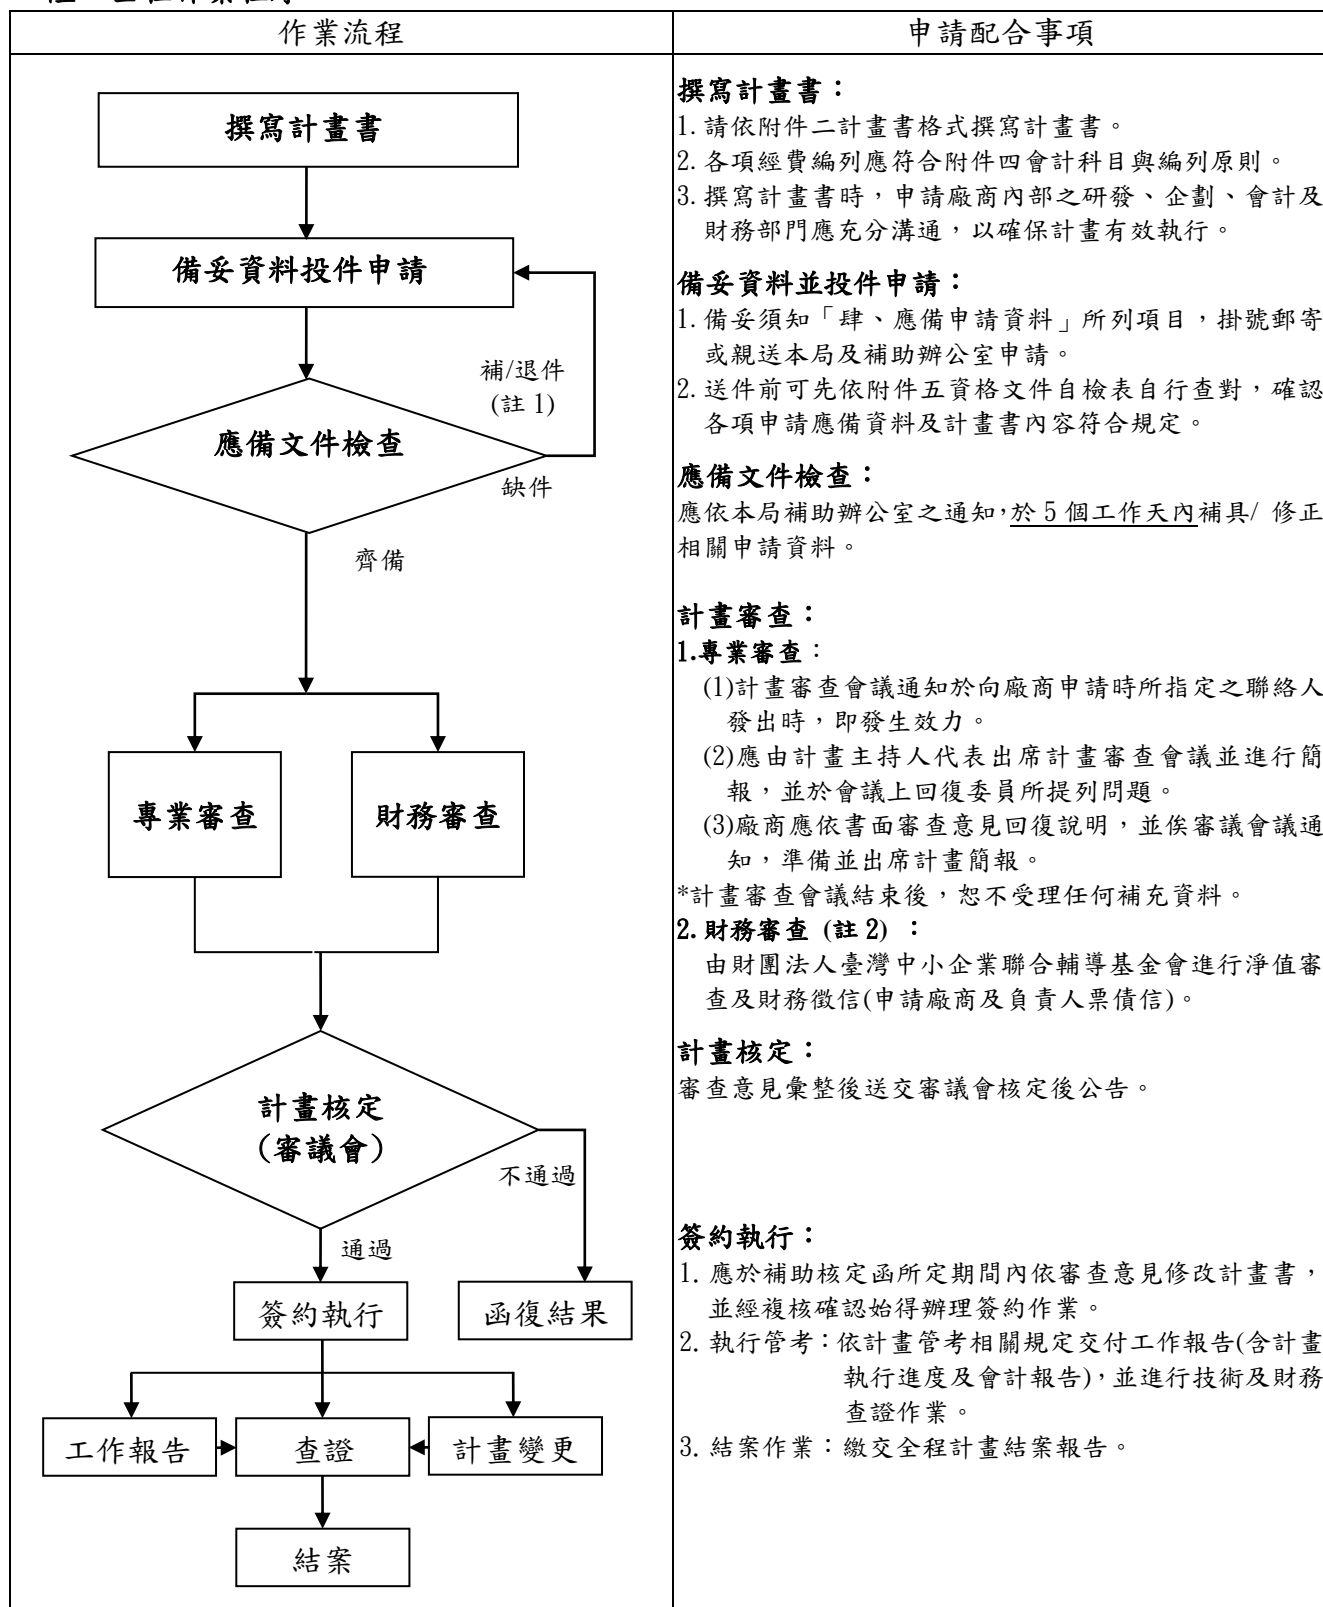 作業流程
申請配合事項
撰寫計畫書
備妥資料投件申請
補/退件
(註 1)
應備文件檢查
缺件
齊備
專業審查
財務審查
計畫核定
(審議會)
不通過
通過
簽約執行
函復結果
工作報告
查證
計畫變更
結案
撰寫計畫書：
1. 請依附件二計畫書格式撰寫計畫書。
2. 各項經費編列應符合附件四會計科目與編列原則。
3. 撰寫計畫書時，申請廠商內部之研發、企劃、會計及
財務部門應充分溝通，以確保計畫有效執行。
備妥資料並投件申請：
1. 備妥須知「肆、應備申請資料」所列項目，掛號郵寄
或親送本局及補助辦公室申請。
2. 送件前可先依附件五資格文件自檢表自行查對，確認
各項申請應備資料及計畫書內容符合規定。
應備文件檢查：
應依本局補助辦公室之通知，於 5 個工作天內補具/ 修正
相關申請資料。
計畫審查：
1.專業審查：
(1)計畫審查會議通知於向廠商申請時所指定之聯絡人
發出時，即發生效力。
(2)應由計畫主持人代表出席計畫審查會議並進行簡
報，並於會議上回復委員所提列問題。
(3)廠商應依書面審查意見回復說明，並俟審議會議通
知，準備並出席計畫簡報。
*計畫審查會議結束後，恕不受理任何補充資料。
2. 財務審查 (註 2) ：
由財團法人臺灣中小企業聯合輔導基金會進行淨值審
查及財務徵信(申請廠商及負責人票債信)。
計畫核定：
審查意見彙整後送交審議會核定後公告。
簽約執行：
1. 應於補助核定函所定期間內依審查意見修改計畫書，
並經複核確認始得辦理簽約作業。
2. 執行管考：依計畫管考相關規定交付工作報告(含計畫
執行進度及會計報告)，並進行技術及財務
查證作業。
3. 結案作業：繳交全程計畫結案報告。